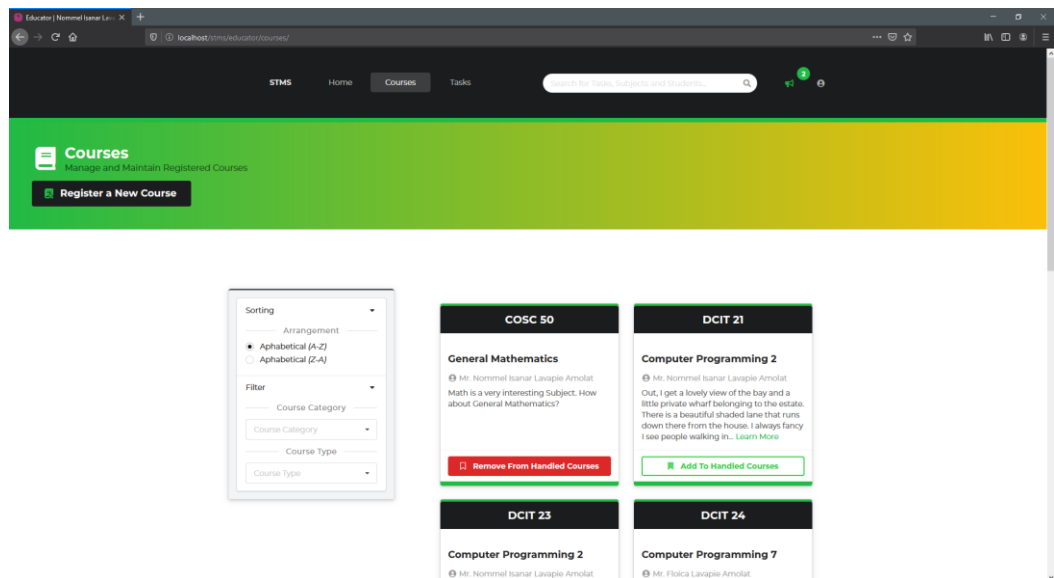 Educator | Nommel Isanar Lava
localhost/stms/educator/courses/
STMS Home Courses Tasks Search for Tasks, Subjects and Students... 2
Courses
Manage and Maintain Registered Courses
Register a New Course
Sorting
Arrangement
Aphabetical (A-Z)
Aphabetical (Z-A)
Filter
Course Category
Course Category
Course Type
Course Type
COSC 50
General Mathematics
Mr. Nommel Isanar Lavapie Amolat
Math is a very interesting Subject. How
about General Mathematics?
Remove From Handled Courses
DCIT 21
Computer Programming 2
Mr. Nommel Isanar Lavapie Amolat
Out, I get a lovely view of the bay and a
little private wharf belonging to the estate.
There is a beautiful shaded lane that runs
down there from the house. I always fancy
I see people walking in... Learn More
Add To Handled Courses
DCIT 23
Computer Programming 2
Mr. Nommel Isanar Lavapie Amolat
DCIT 24
Computer Programming 7
Mr. Floica Lavapie Amolat